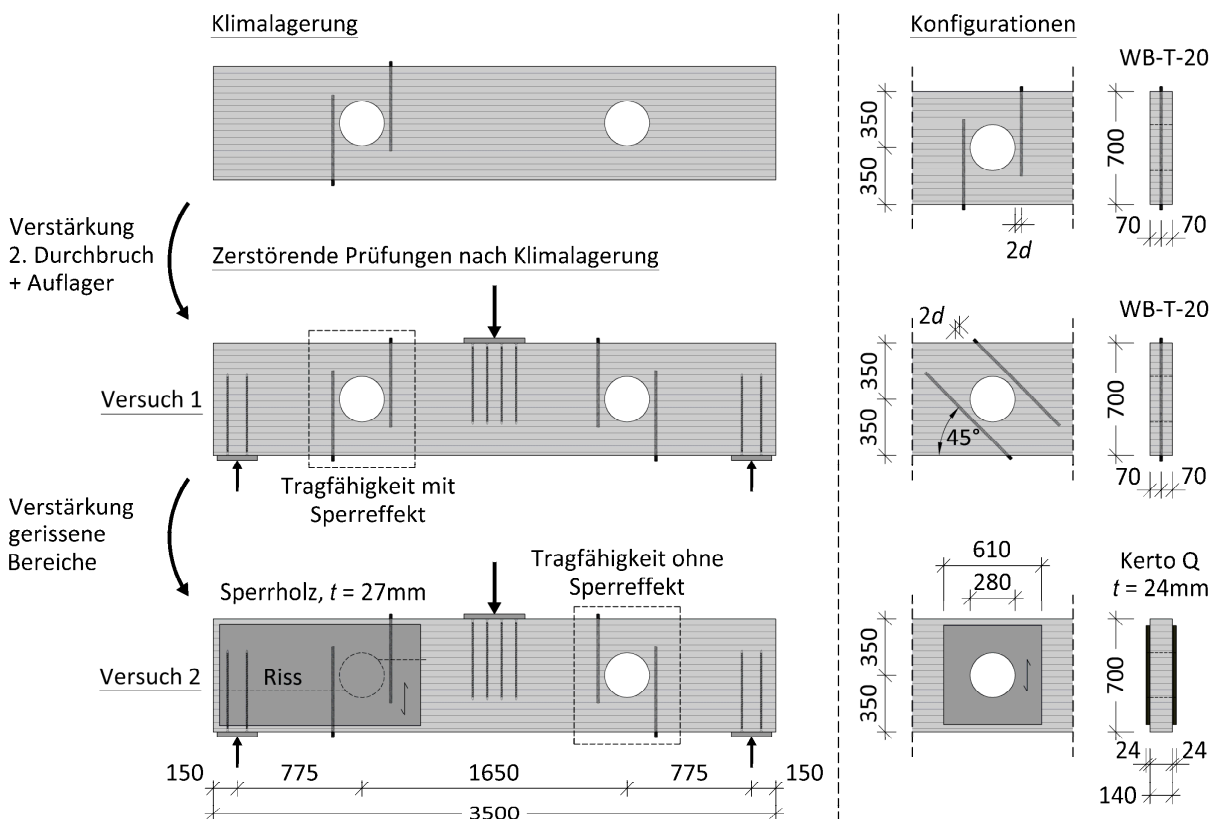 Klimalagerung
Verstärkung
2. Durchbruch
+ Auflager
Zerstörende Prüfungen nach Klimalagerung
Versuch 1
Tragfähigkeit mit
Sperreffekt
Verstärkung
gerissene
Bereiche
Tragfähigkeit ohne
Sperreffekt
Sperrholz, t = 27mm
Versuch 2
Riss
150
775
1650
775
150
3500
Konfigurationen
WB-T-20
350
350
700
2d
70
70
WB-T-20
2d
350
350
45°
700
70
70
Kerto Q
t = 24mm
610
280
350
350
700
24
24
140